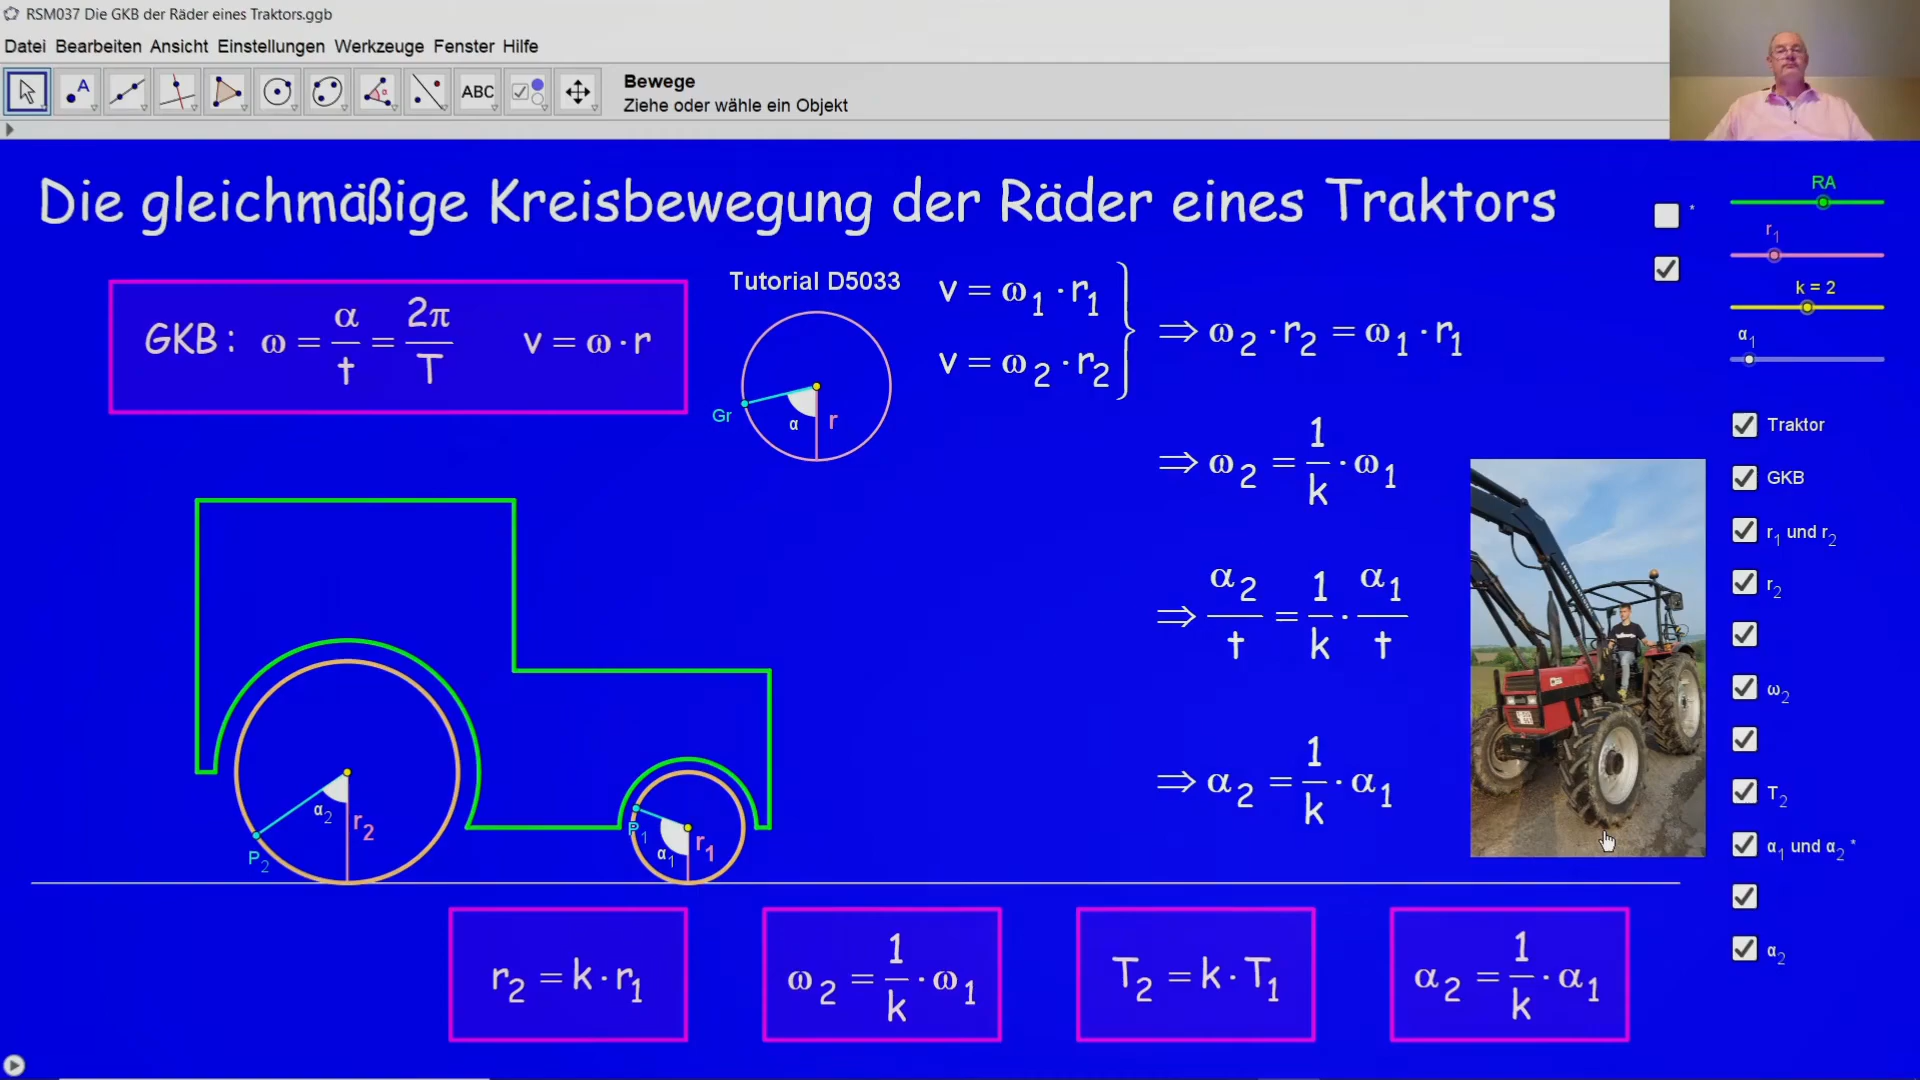 RSM037 Die GKB der Räder eines Traktors.ggb
Datei Bearbeiten Ansicht Einstellungen Werkzeuge Fenster Hilfe
A
ABC
Bewege
Ziehe oder wähle ein Objekt
Die gleichmäßige Kreisbewegung der Räder eines Traktors
GKB: ω = α/t = 2π/T v = ω · r
Tutorial D5033
Gr
α
r
v = ω₁ · r₁
v = ω₂ · r₂
⇒ ω₂ · r₂ = ω₁ · r₁
⇒ ω₂ = 1/k · ω₁
⇒ α₂/t = 1/k · α₁/t
⇒ α₂ = 1/k · α₁
α₂
r₂
P₂
P₁
α₁
r₁
r₂ = k · r₁
ω₂ = 1/k · ω₁
T₂ = k · T₁
α₂ = 1/k · α₁
*
RA
r₁
k = 2
α₁
Traktor
GKB
r₁ und r₂
r₂
ω₂
T₂
α₁ und α₂ *
α₂